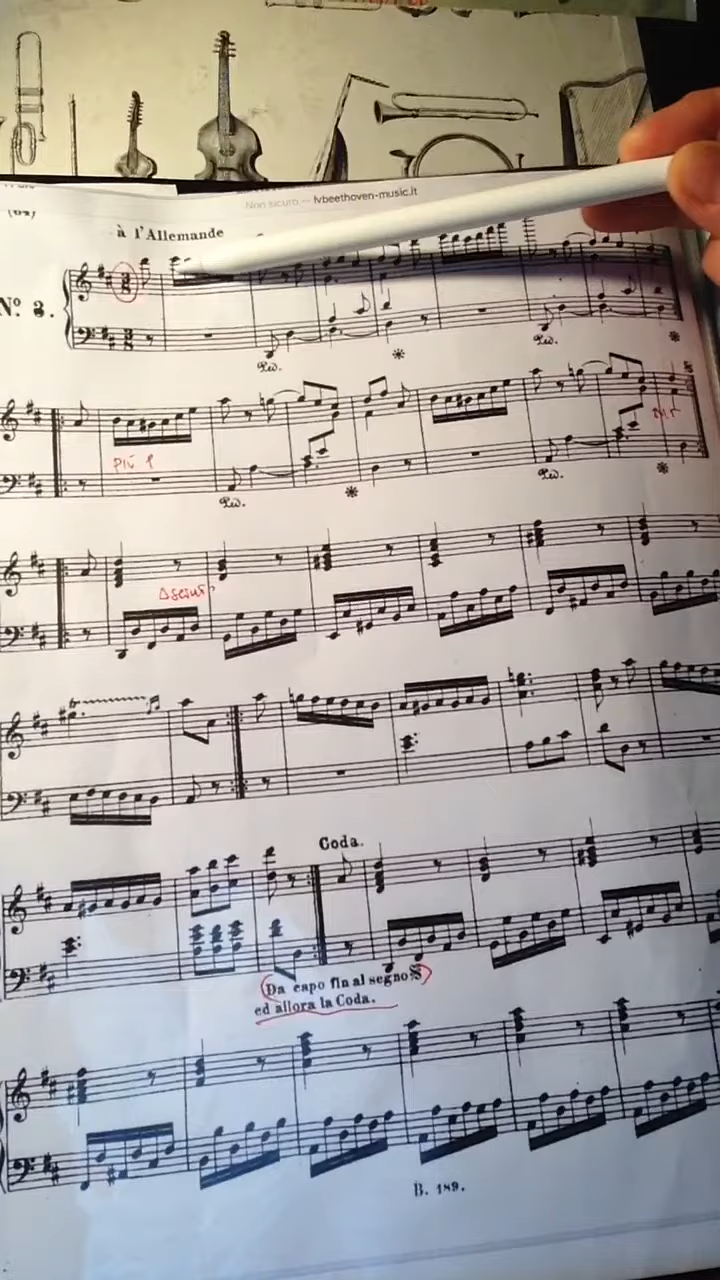 Non sicuro — lvbeethoven-music.it
à l'Allemande
Nº 3.
Ped.
Ped.
Più
Ped.
Ped.
Coda.
Da capo fin al segno
ed allora la Coda.
B. 189.